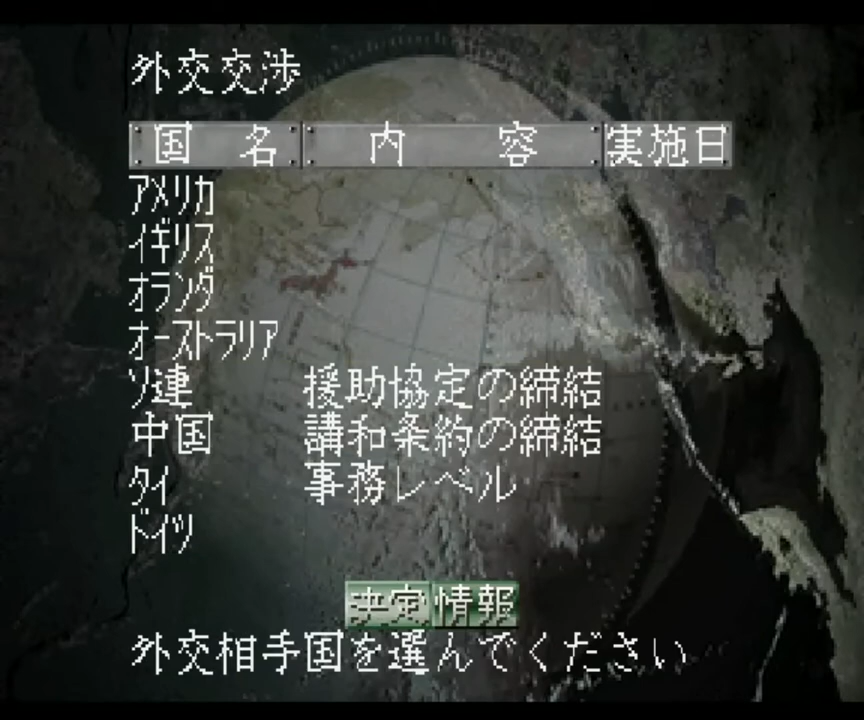 外交交渉
国名 内容 実施日
アメリカ
イギリス
オランダ
オーストラリア
ソ連 援助協定の締結
中国 講和条約の締結
タイ 事務レベル
ドイツ
決定 情報
外交相手国を選んでください